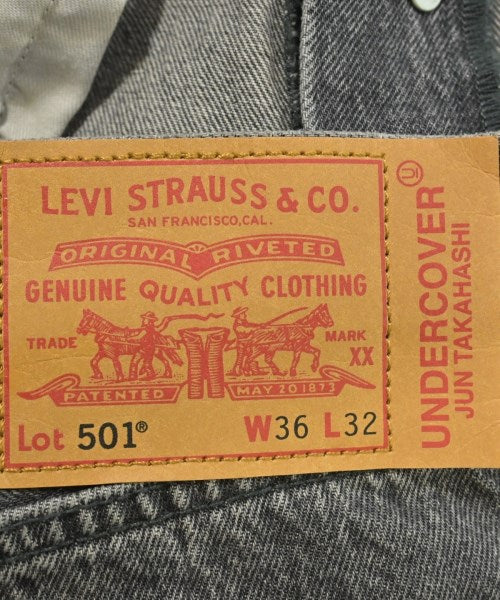 LEVI STRAUSS & CO.
SAN FRANCISCO, CAL.
ORIGINAL RIVETED
GENUINE QUALITY CLOTHING
TRADE MARK
XX
PATENTED MAY 20 1873
Lot 501® W36 L32
UNDERCOVER U
JUN TAKAHASHI